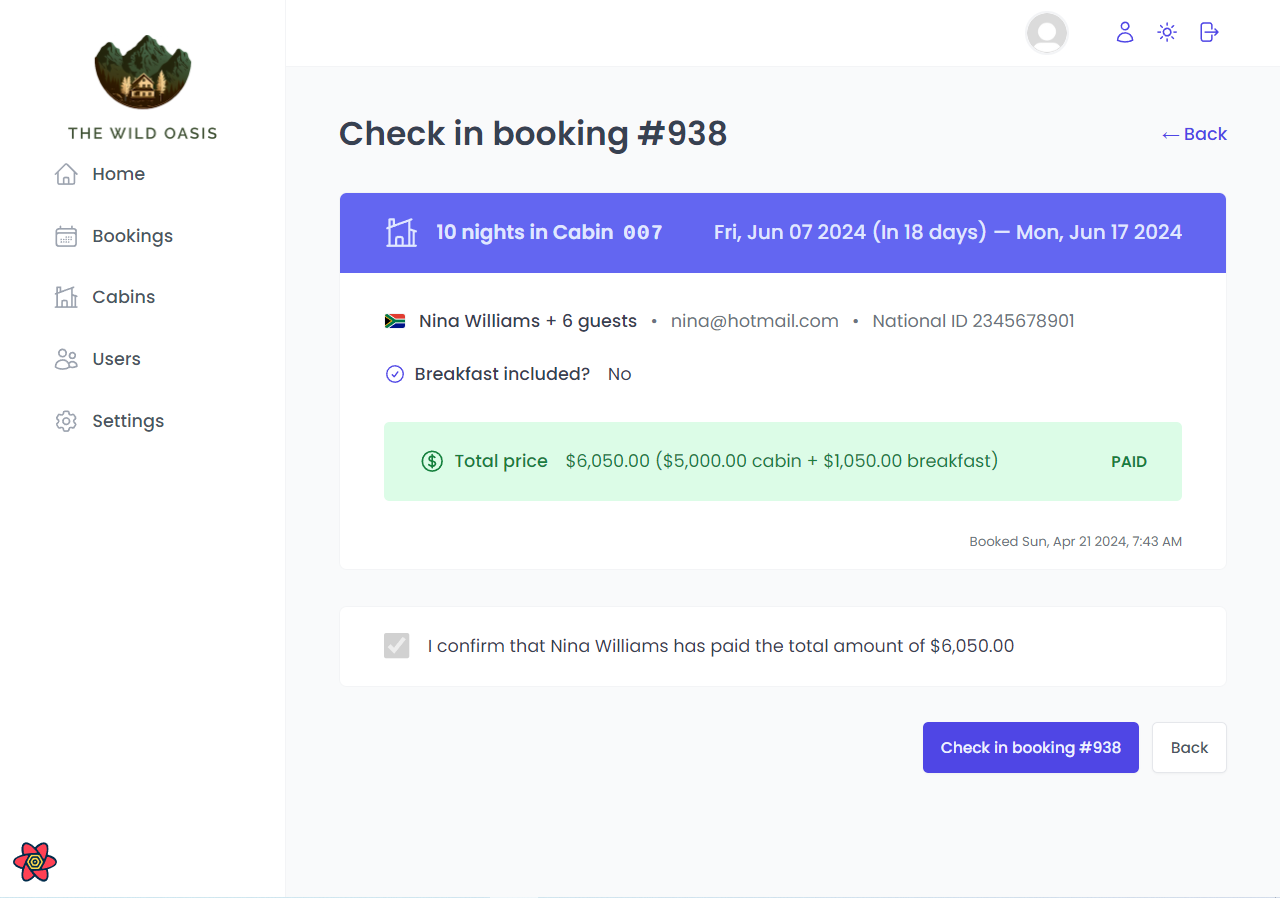 THE WILD OASIS
Home
Bookings
Cabins
Users
Settings
Check in booking #938
← Back
10 nights in Cabin 007
Fri, Jun 07 2024 (In 18 days) — Mon, Jun 17 2024
Nina Williams + 6 guests • nina@hotmail.com • National ID 2345678901
Breakfast included? No
Total price $6,050.00 ($5,000.00 cabin + $1,050.00 breakfast) PAID
Booked Sun, Apr 21 2024, 7:43 AM
I confirm that Nina Williams has paid the total amount of $6,050.00
Check in booking #938
Back